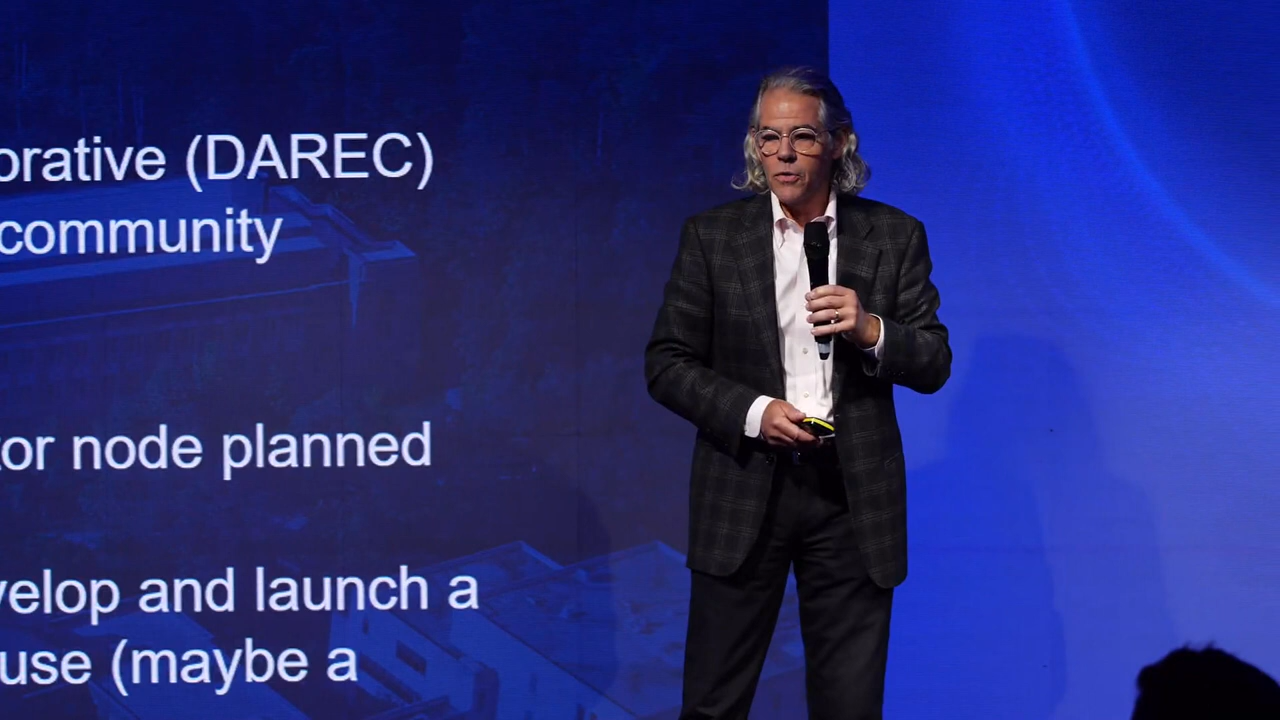 orative (DAREC)
community
tor node planned
velop and launch a
use (maybe a